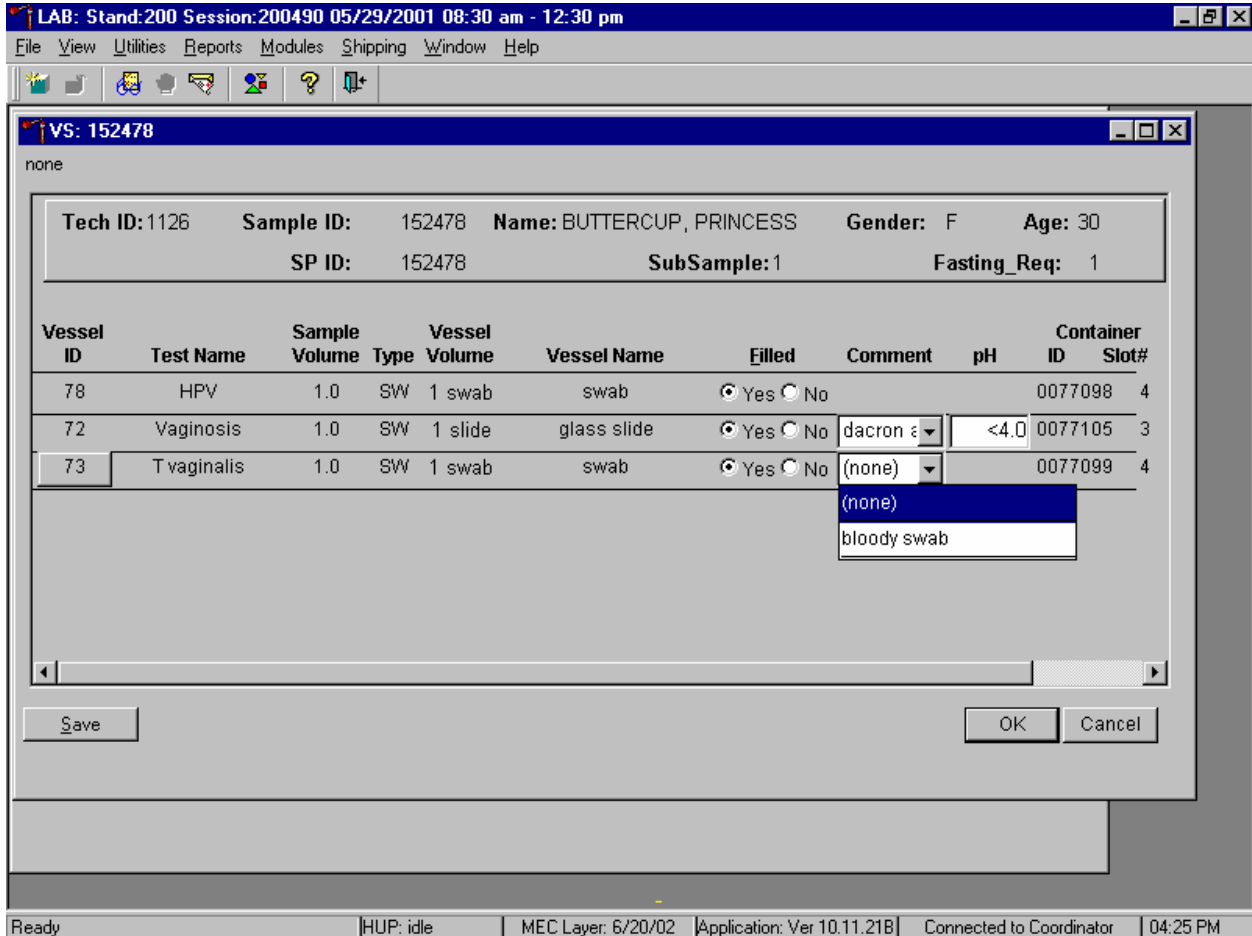 LAB: Stand:200 Session:200490 05/29/2001 08:30 am - 12:30 pm
File View Utilities Reports Modules Shipping Window Help
VS: 152478
none
Tech ID: 1126 Sample ID: 152478 Name: BUTTERCUP, PRINCESS Gender: F Age: 30
SP ID: 152478 SubSample: 1 Fasting_Req: 1
Vessel Sample Vessel Container
ID Test Name Volume Type Volume Vessel Name Filled Comment pH ID Slot#
78 HPV 1.0 SW 1 swab swab Yes No 0077098 4
72 Vaginosis 1.0 SW 1 slide glass slide Yes No dacron <4.0 0077105 3
73 T vaginalis 1.0 SW 1 swab swab Yes No (none) 0077099 4
(none)
bloody swab
Save OK Cancel
Ready HUP: idle MEC Layer: 6/20/02 Application: Ver 10.11.21B Connected to Coordinator 04:25 PM